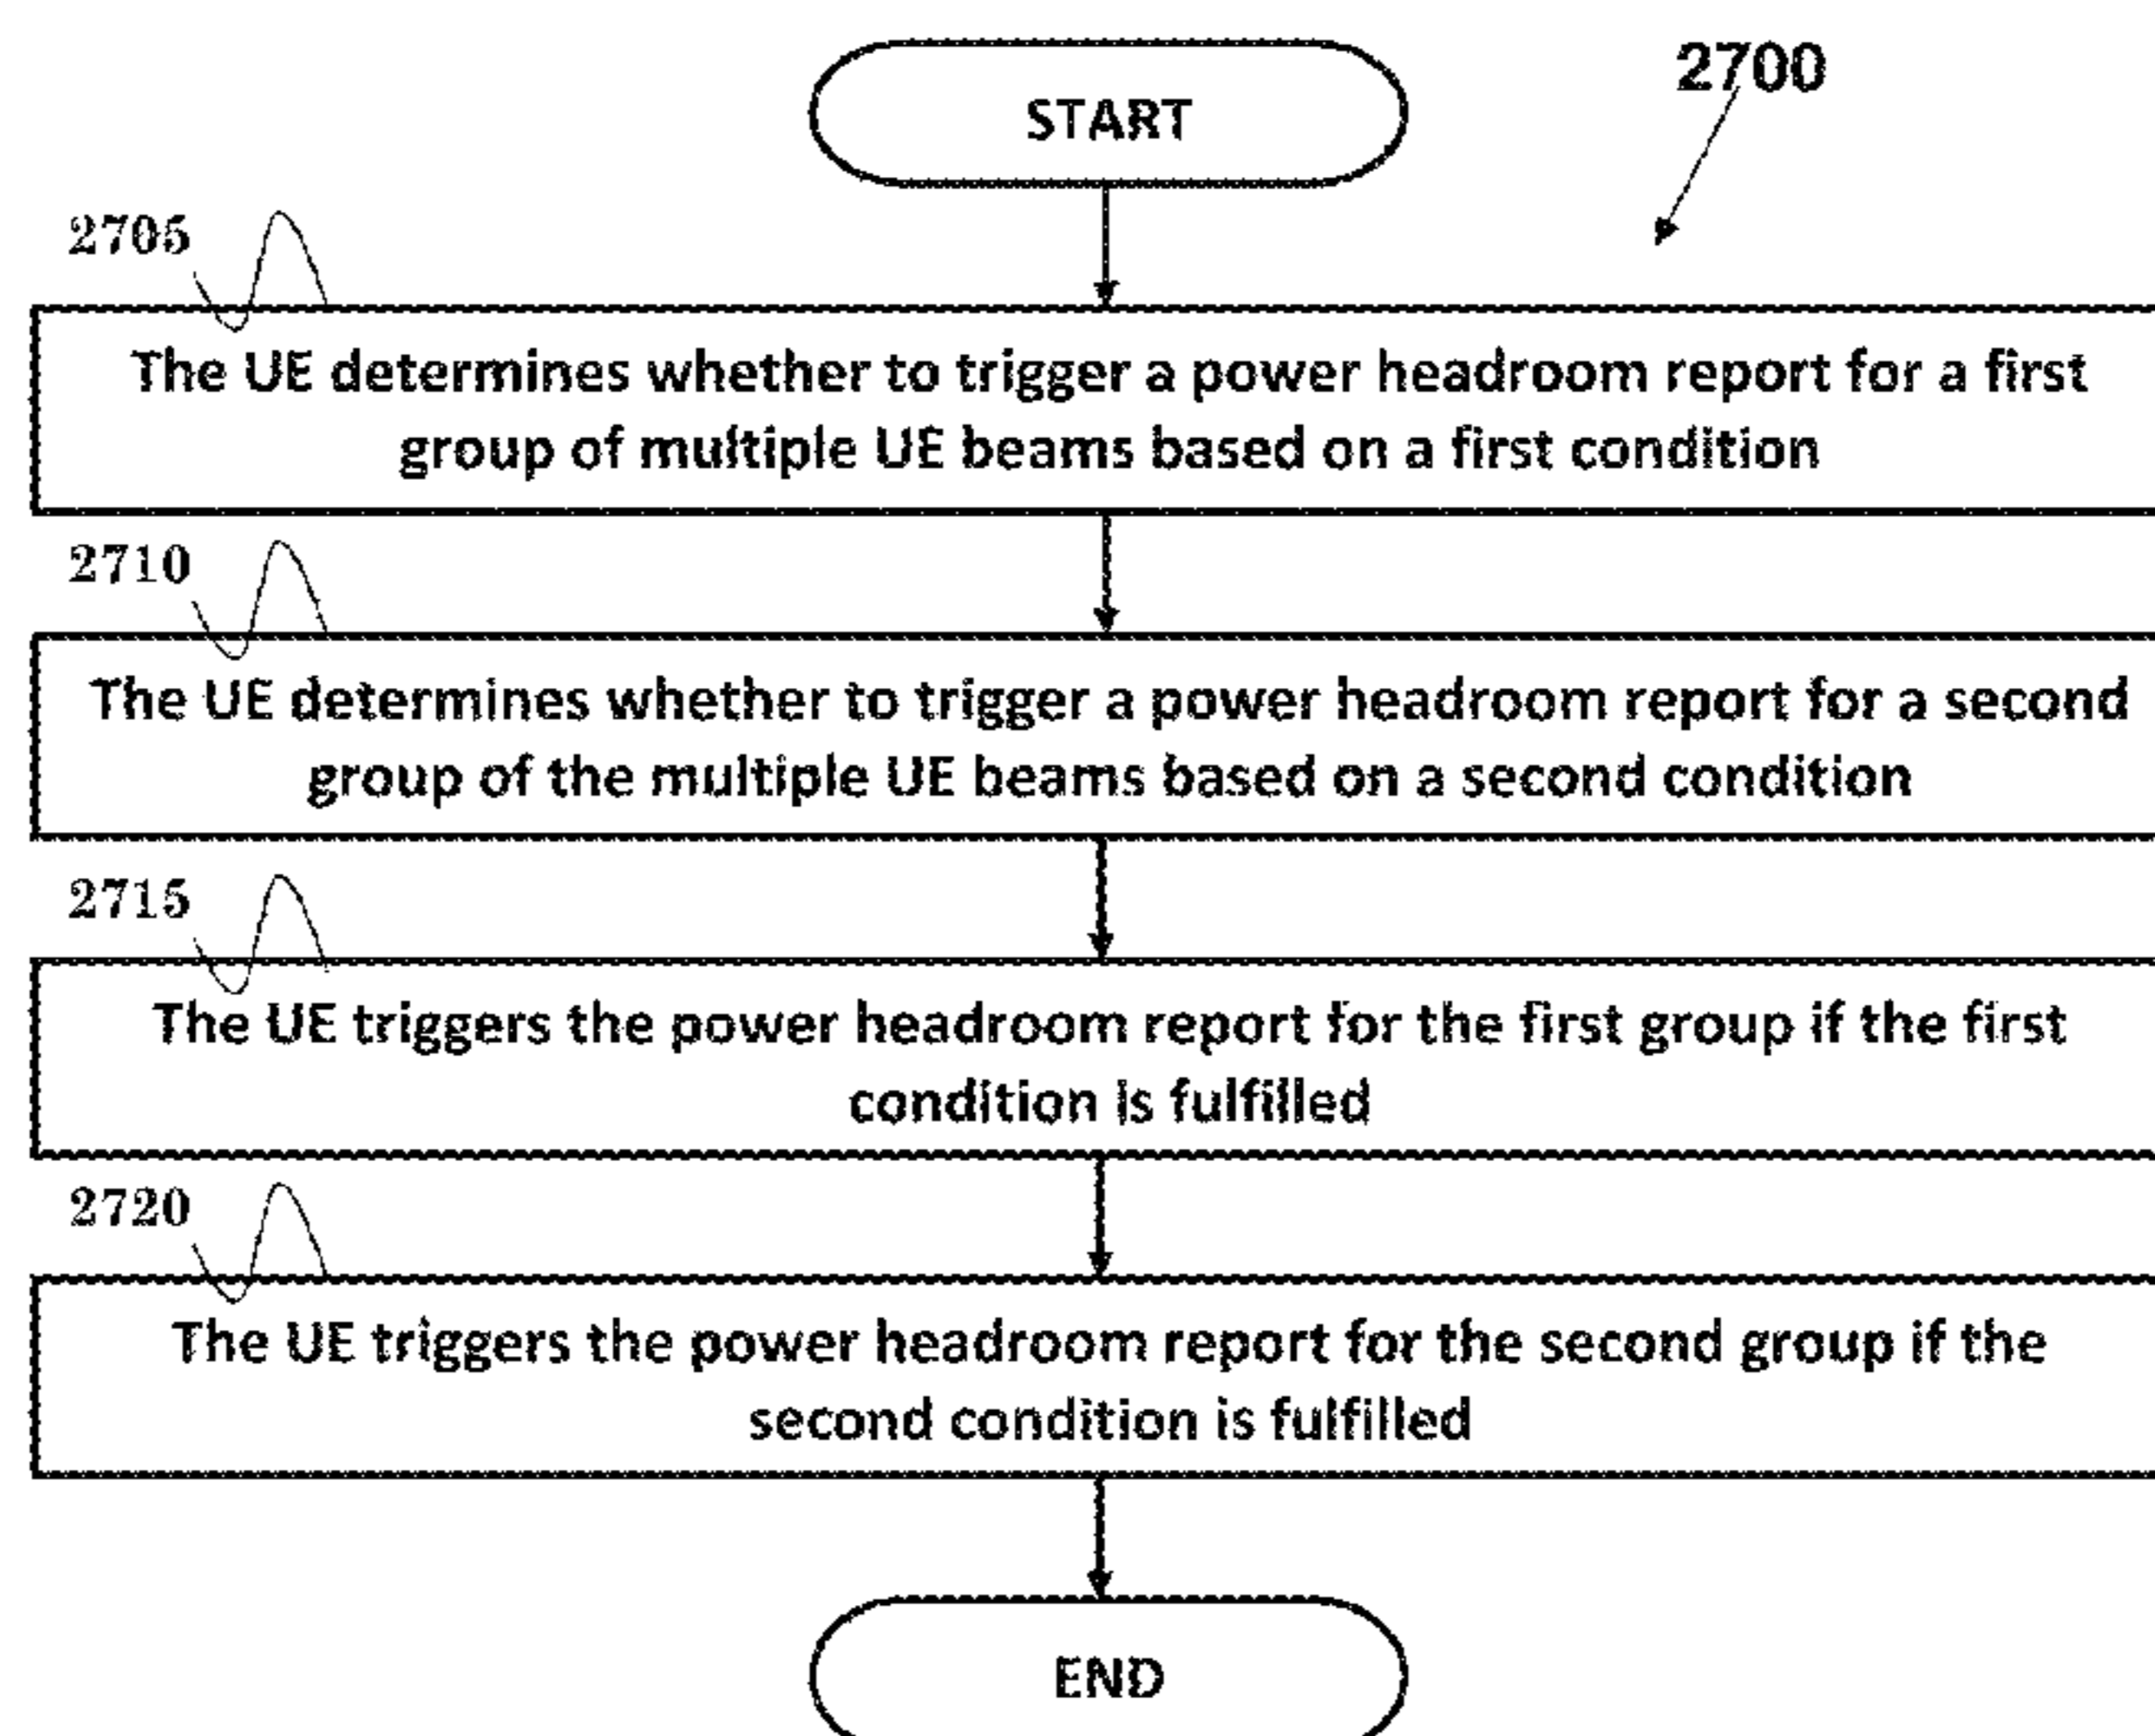 START
2700
2705
The UE determines whether to trigger a power headroom report for a first
group of multiple UE beams based on a first condition
2710
The UE determines whether to trigger a power headroom report for a second
group of the multiple UE beams based on a second condition
2715
The UE triggers the power headroom report for the first group if the first
condition is fulfilled
2720
The UE triggers the power headroom report for the second group if the
second condition is fulfilled
END